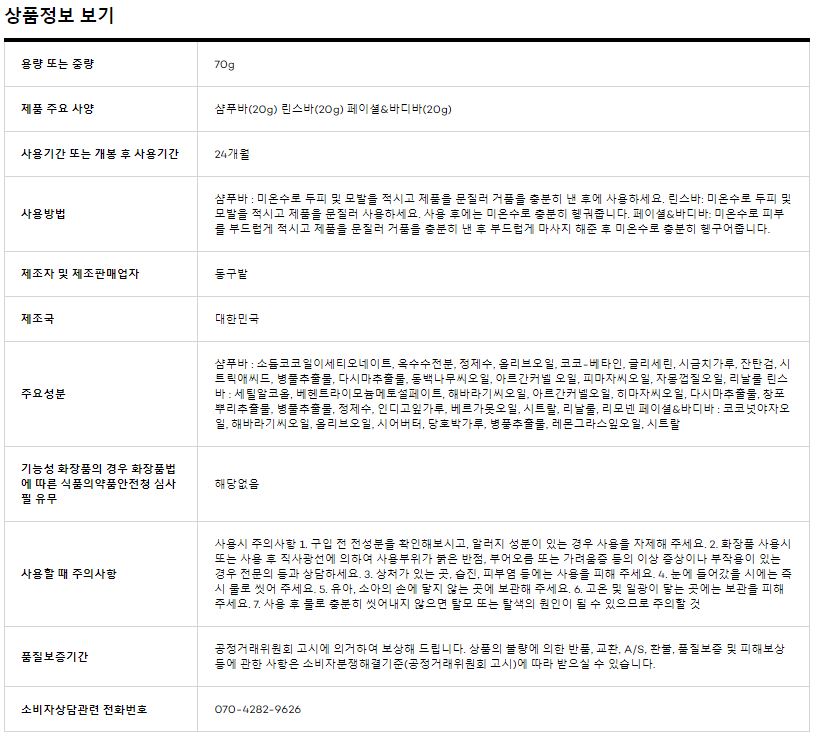 상품정보 보기
용량 또는 중량
70g
제품 주요 사양
샴푸바(20g) 린스바(20g) 페이셜&바디바(20g)
사용기간 또는 개봉 후 사용기간
24개월
사용방법
샴푸바 : 미온수로 두피 및 모발을 적시고 제품을 문질러 거품을 충분히 낸 후에 사용하세요. 린스바: 미온수로 두피 및
모발을 적시고 제품을 문질러 사용하세요. 사용 후에는 미온수로 충분히 헹궈줍니다. 페이셜&바디바: 미온수로 피부
를 부드럽게 적시고 제품을 문질러 거품을 충분히 낸 후 부드럽게 마사지 해준 후 미온수로 충분히 헹구어줍니다.
제조자 및 제조판매업자
동구밭
제조국
대한민국
주요성분
샴푸바 : 소듐코코일이세티오네이트, 옥수수전분, 정제수, 올리브오일, 코코-베타인, 글리세린, 시금치가루, 잔탄검, 시
트릭애씨드, 병풀추출물, 다시마추출물, 동백나무씨오일, 아르간커넬 오일, 피마자씨오일, 자몽껍질오일, 리날룰 린스
바 : 세틸알코올, 베헨트라이모늄메토설페이트, 해바라기씨오일, 아르간커넬오일, 히마자씨오일, 다시마추출물, 창포
뿌리추출물, 병풀추출물, 정제수, 인디고잎가루, 베르가못오일, 시트랄, 리날룰, 리모넨 페이셜&바디바 : 코코넛야자오
일, 해바라기씨오일, 올리브오일, 시어버터, 당호박가루, 병풀추출물, 레몬그라스잎오일, 시트랄
기능성 화장품의 경우 화장품법
에 따른 식품의약품안전청 심사
필 유무
해당없음
사용할 때 주의사항
사용시 주의사항 1. 구입 전 전성분을 확인해보시고, 알러지 성분이 있는 경우 사용을 자제해 주세요. 2. 화장품 사용시
또는 사용 후 직사광선에 의하여 사용부위가 붉은 반점, 부어오름 또는 가려움증 등의 이상 증상이나 부작용이 있는
경우 전문의 등과 상담하세요. 3. 상처가 있는 곳, 습진, 피부염 등에는 사용을 피해 주세요. 4. 눈에 들어갔을 시에는 즉
시 물로 씻어 주세요. 5. 유아, 소아의 손에 닿지 않는 곳에 보관해 주세요. 6. 고온 및 일광이 닿는 곳에는 보관을 피해
주세요. 7. 사용 후 물로 충분히 씻어내지 않으면 탈모 또는 탈색의 원인이 될 수 있으므로 주의할 것
품질보증기간
공정거래위원회 고시에 의거하여 보상해 드립니다. 상품의 불량에 의한 반품, 교환, A/S, 환불, 품질보증 및 피해보상
등에 관한 사항은 소비자분쟁해결기준(공정거래위원회 고시)에 따라 받으실 수 있습니다.
소비자상담관련 전화번호
070-4282-9626